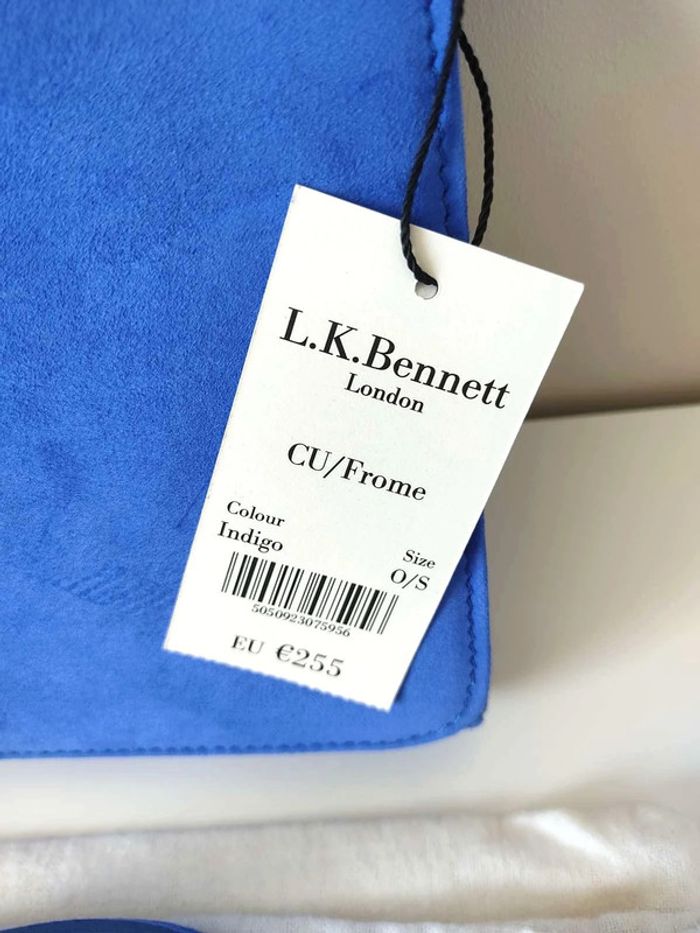 L.K.Bennett
London
CU/Frome
Colour
Indigo
Size
O/S
5050923075956
EU €255